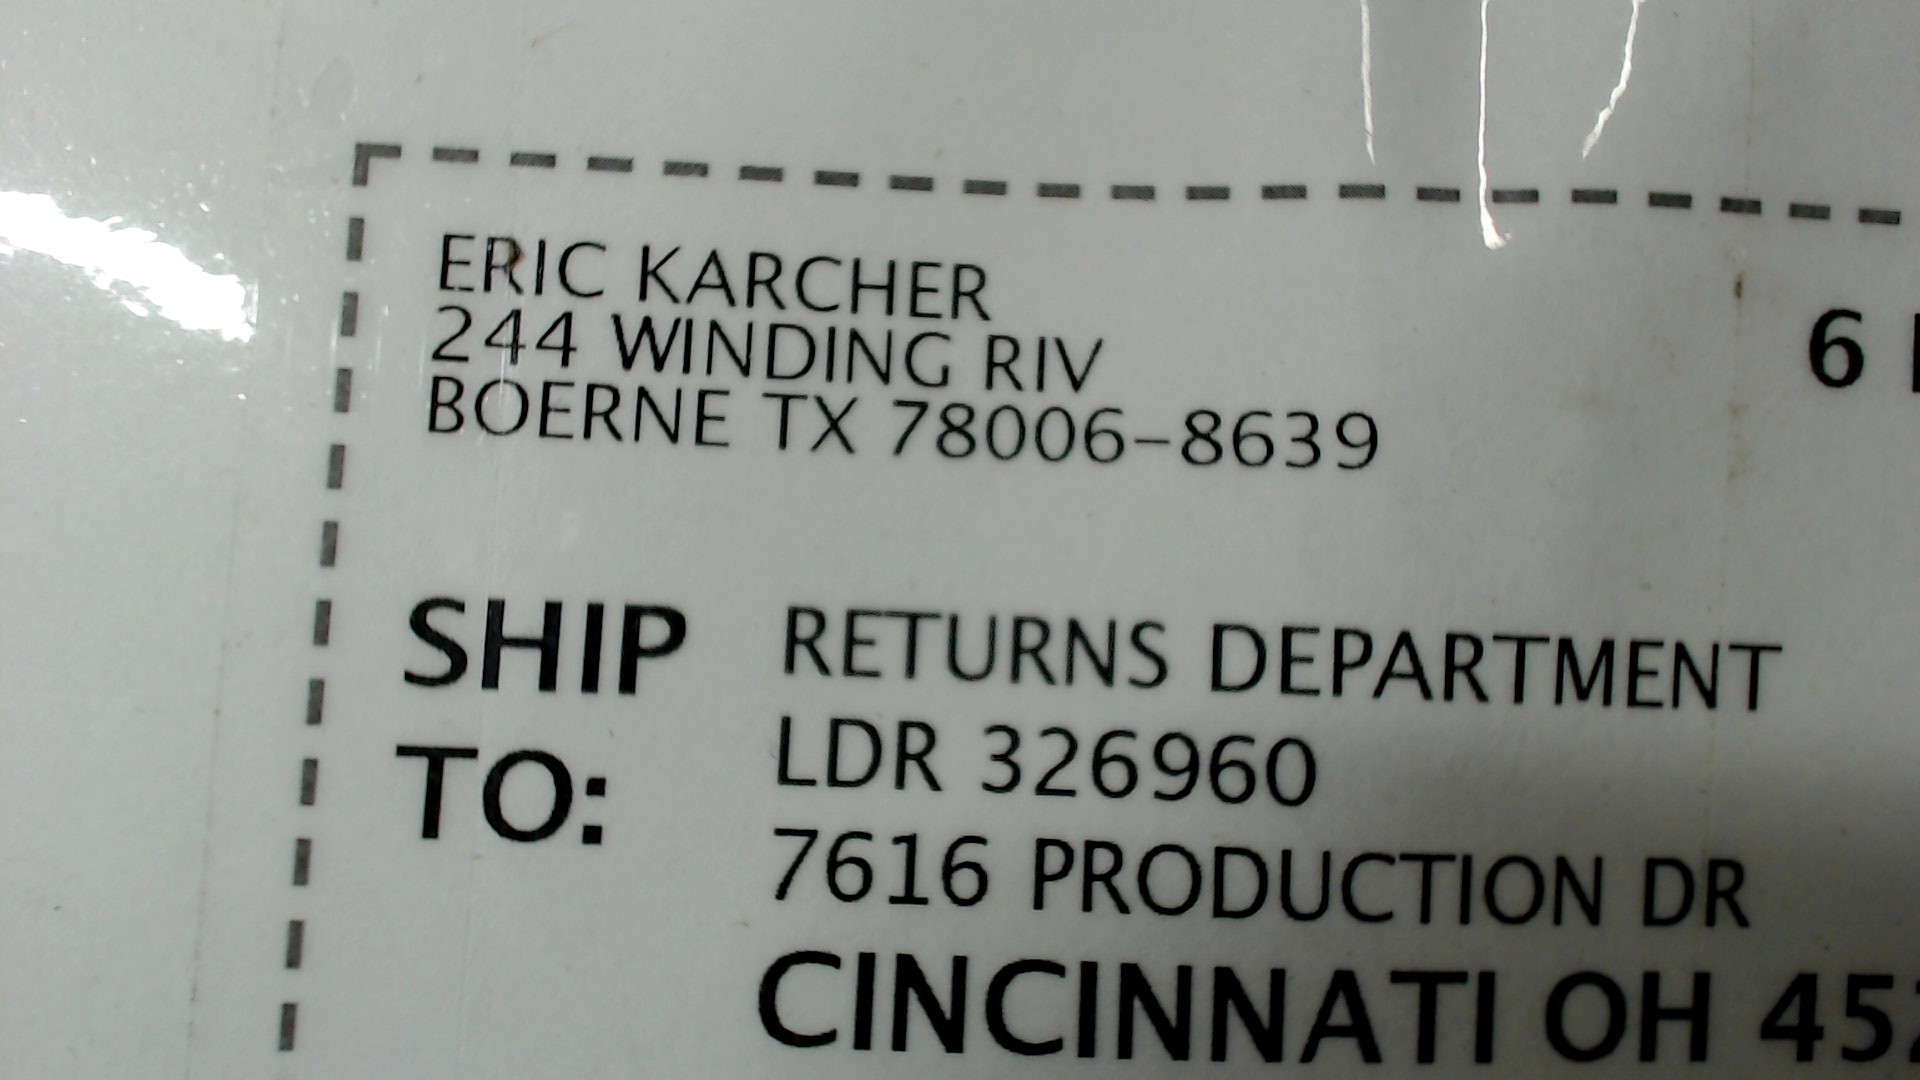 ERIC KARCHER
244 WINDING RIV
BOERNE TX 78006-8639
6
SHIP TO:
RETURNS DEPARTMENT
LDR 326960
7616 PRODUCTION DR
CINCINNATI OH